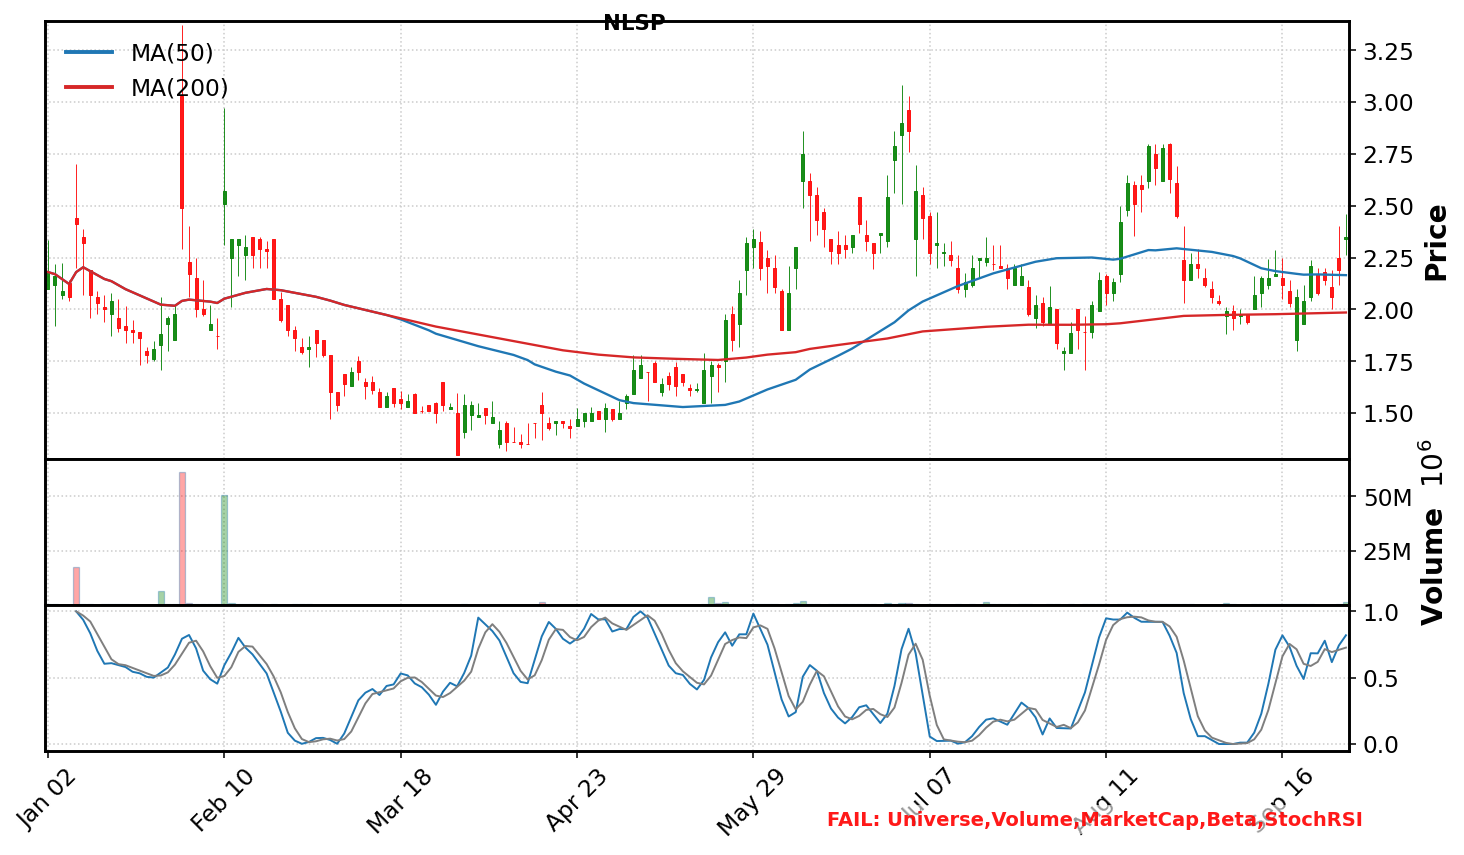 NLSP
MA(50)
MA(200)
3.25
3.00
2.75
2.50
2.25
2.00
1.75
1.50
Price
10^6
50M
25M
Volume
1.0
0.5
0.0
Jan 02
Feb 10
Mar 18
Apr 23
May 29
Jul 07
Aug 11
Sep 16
FAIL: Universe,Volume,MarketCap,Beta,StochRSI